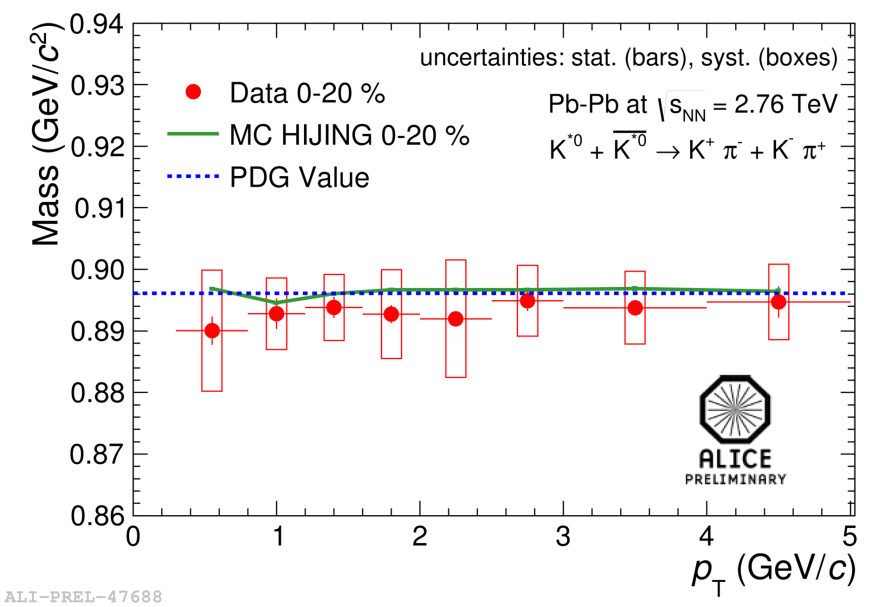 0.94
0.93
0.92
0.91
0.90
0.89
0.88
0.87
0.86
Mass (GeV/c²)
uncertainties: stat. (bars), syst. (boxes)
Data 0-20 %
MC HIJING 0-20 %
PDG Value
Pb-Pb at √sNN = 2.76 TeV
K*0 + K̅*̅0̅ → K+ π- + K- π+
ALICE
PRELIMINARY
0 1 2 3 4 5
pT (GeV/c)
ALI-PREL-47688